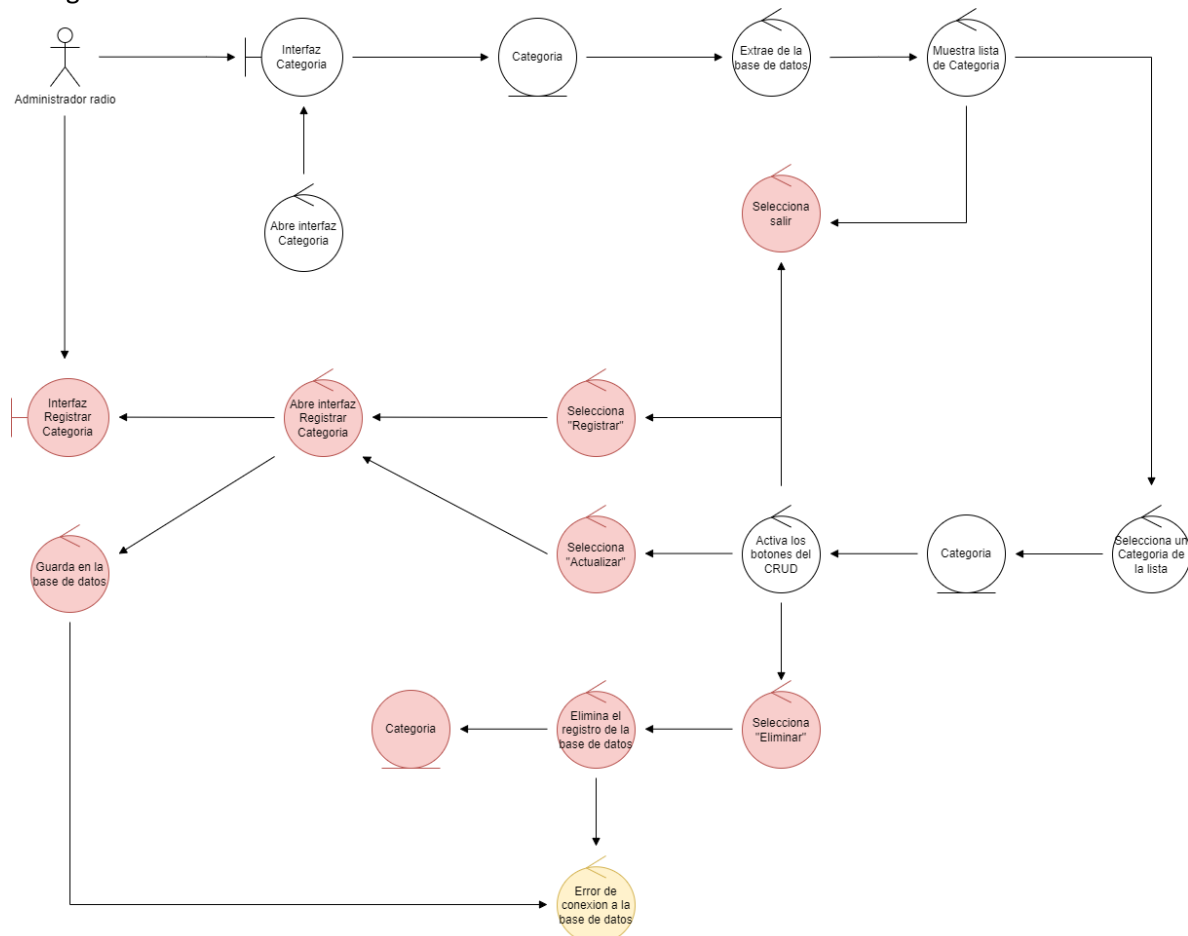 Interfaz
Categoria
Categoria
Extrae de la
base de datos
Muestra lista
de Categoria
Administrador radio
Selecciona
salir
Abre interfaz
Categoria
Interfaz
Registrar
Categoria
Abre interfaz
Registrar
Categoria
Selecciona
"Registrar"
Guarda en la
base de datos
Selecciona
"Actualizar"
Activa los
botones del
CRUD
Categoria
Selecciona un
Categoria de
la lista
Categoria
Elimina el
registro de la
base de datos
Selecciona
"Eliminar"
Error de
conexion a la
base de datos